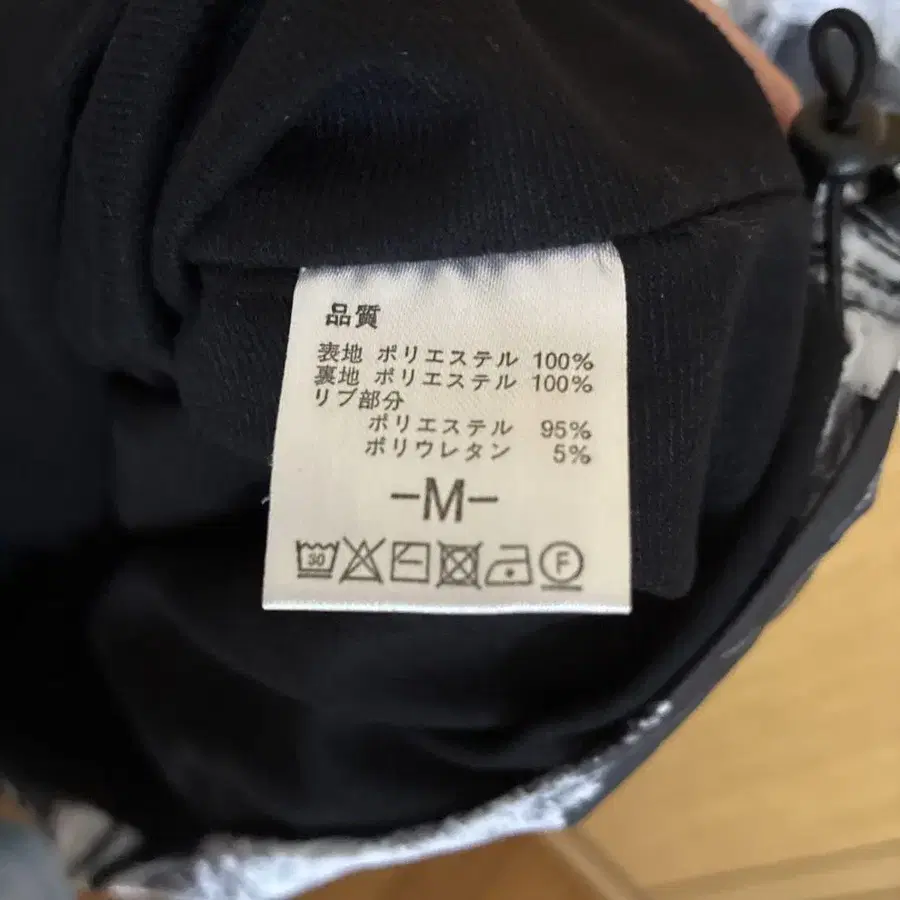 品質
表地 ポリエステル 100%
裏地 ポリエステル 100%
リブ部分
ポリエステル 95%
ポリウレタン 5%
-M-
30 F